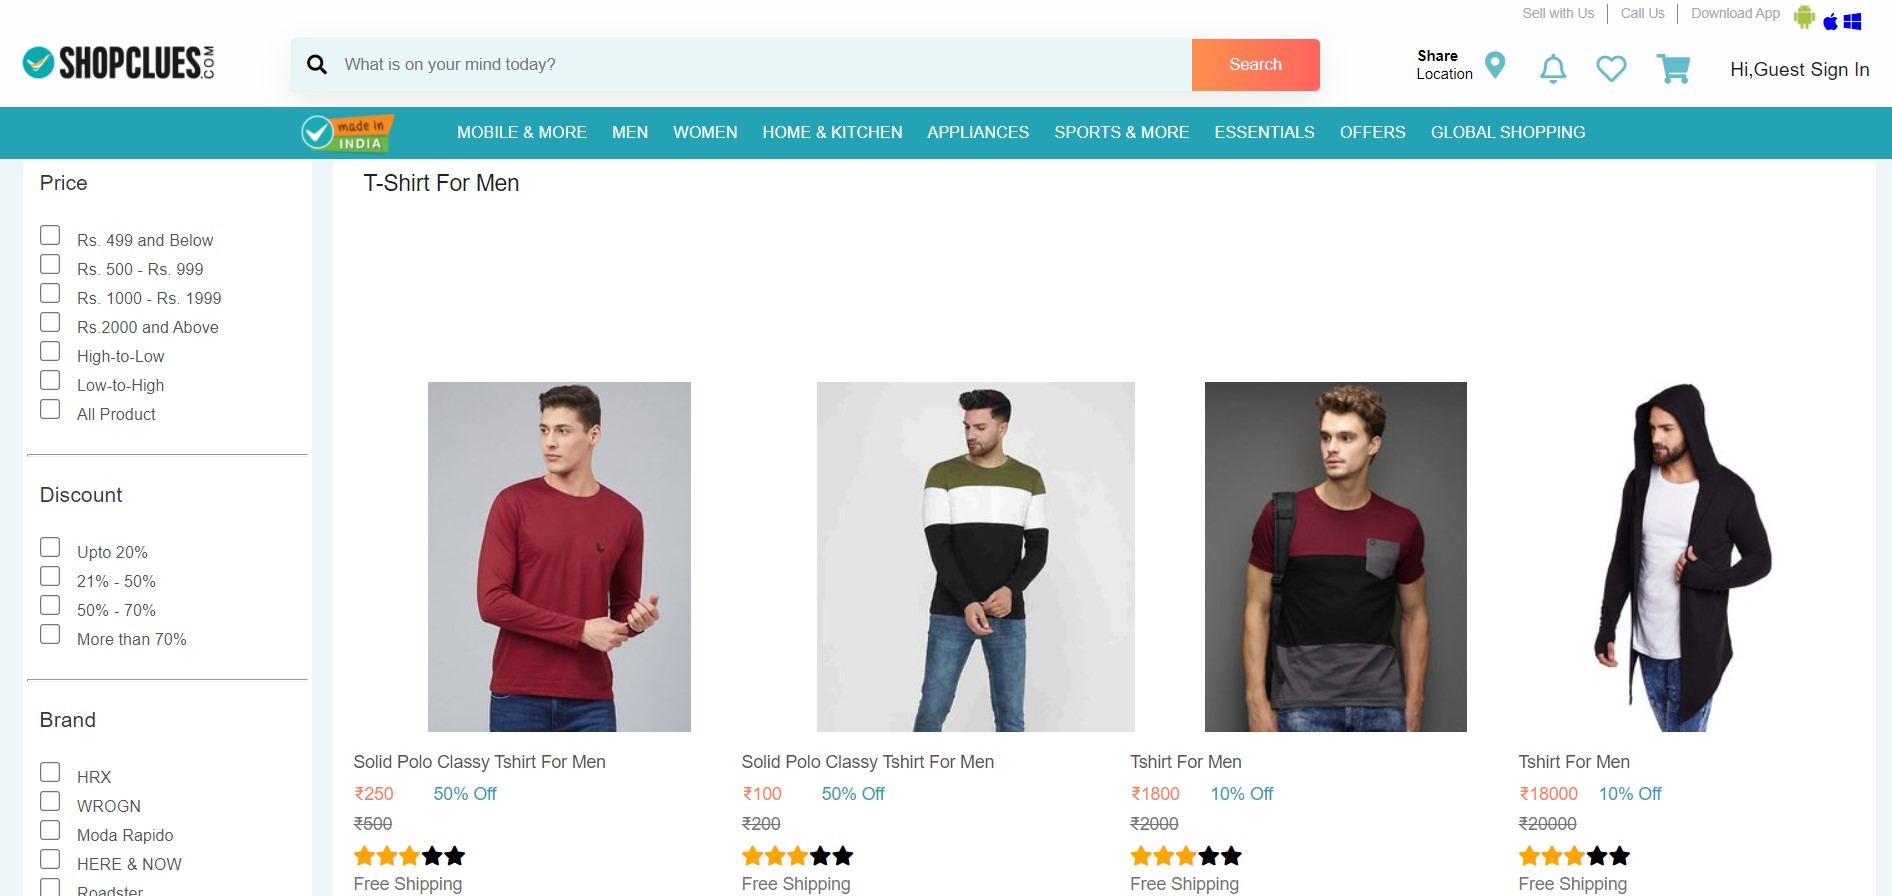 Sell with Us
Call Us
Download App
SHOPCLUES.COM
What is on your mind today?
Search
Share
Location
Hi,Guest Sign In
made in
INDIA
MOBILE & MORE
MEN
WOMEN
HOME & KITCHEN
APPLIANCES
SPORTS & MORE
ESSENTIALS
OFFERS
GLOBAL SHOPPING
Price
Rs. 499 and Below
Rs. 500 - Rs. 999
Rs. 1000 - Rs. 1999
Rs.2000 and Above
High-to-Low
Low-to-High
All Product
Discount
Upto 20%
21% - 50%
50% - 70%
More than 70%
Brand
HRX
WROGN
Moda Rapido
HERE & NOW
Roadster
T-Shirt For Men
Solid Polo Classy Tshirt For Men
₹250 50% Off
₹500
Free Shipping
Solid Polo Classy Tshirt For Men
₹100 50% Off
₹200
Free Shipping
Tshirt For Men
₹1800 10% Off
₹2000
Free Shipping
Tshirt For Men
₹18000 10% Off
₹20000
Free Shipping